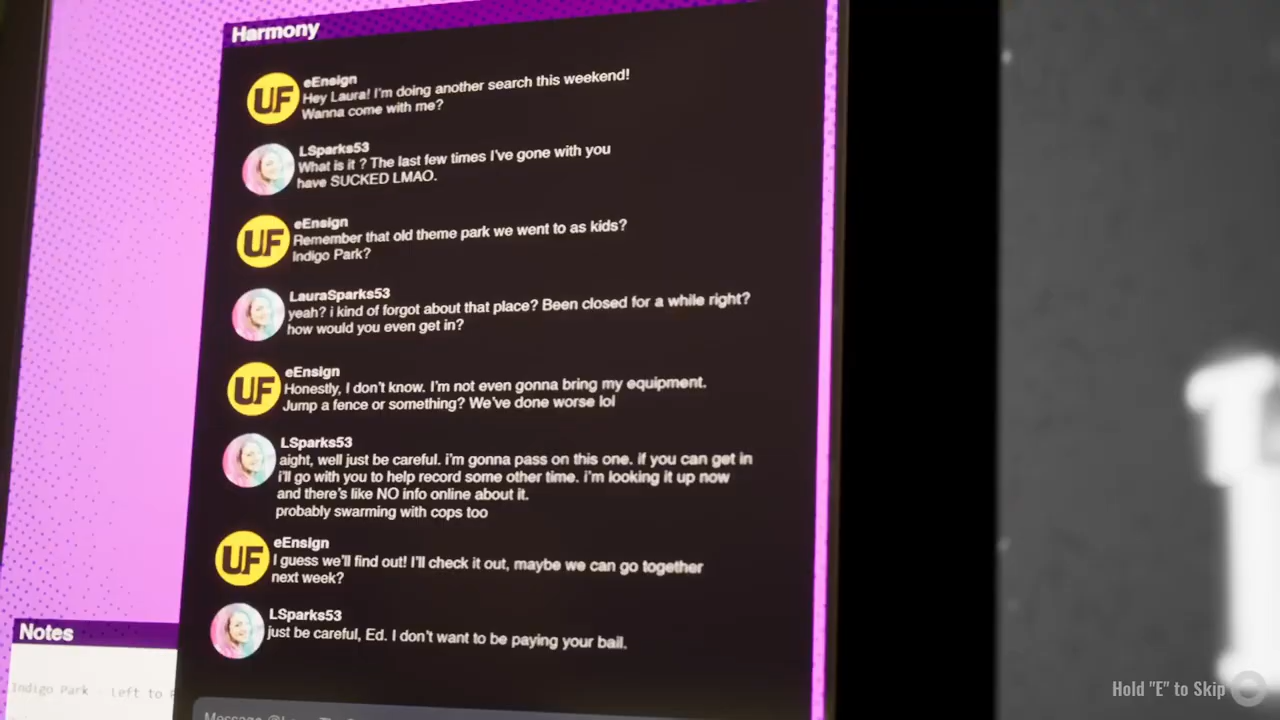 Harmony
UF
eEnsign
Hey Laura! I'm doing another search this weekend!
Wanna come with me?
LSparks53
What is it ? The last few times I've gone with you
have SUCKED LMAO.
UF
eEnsign
Remember that old theme park we went to as kids?
Indigo Park?
LauraSparks53
yeah? i kind of forgot about that place? Been closed for a while right?
how would you even get in?
UF
eEnsign
Honestly, I don't know. I'm not even gonna bring my equipment.
Jump a fence or something? We've done worse lol
LSparks53
aight, well just be careful. i'm gonna pass on this one. if you can get in
i'll go with you to help record some other time. i'm looking it up now
and there's like NO info online about it.
probably swarming with cops too
UF
eEnsign
I guess we'll find out! I'll check it out, maybe we can go together
next week?
LSparks53
just be careful, Ed. I don't want to be paying your bail.
Notes
Indigo Park - Left to
Message
Hold "E" to Skip